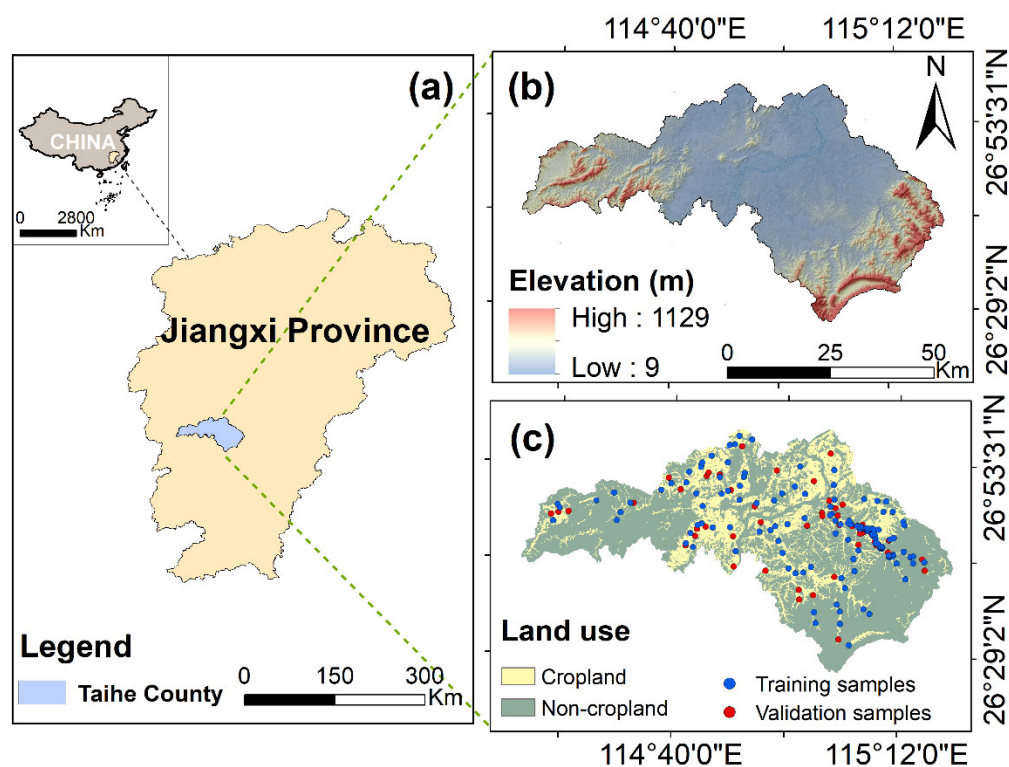 114°40'0"E 115°12'0"E
(a)
CHINA
0 2800
Km
Jiangxi Province
Legend
Taihe County
0 150 300
Km
(b)
N
26°53'31"N
26°29'2"N
Elevation (m)
High : 1129
Low : 9
0 25 50
Km
(c)
26°53'31"N
26°29'2"N
Land use
Cropland
Non-cropland
Training samples
Validation samples
114°40'0"E 115°12'0"E